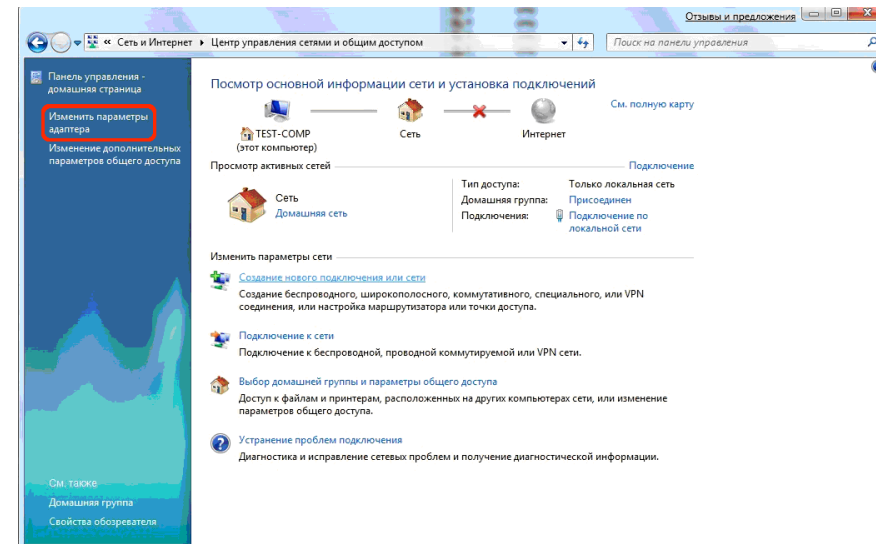 Отзывы и предложения
« Сеть и Интернет ▸ Центр управления сетями и общим доступом
Поиск на панели управления
Панель управления -
домашняя страница
Изменить параметры
адаптера
Изменение дополнительных
параметров общего доступа
См. также
Домашняя группа
Свойства обозревателя
Посмотр основной информации сети и установка подключений
См. полную карту
TEST-COMP
(этот компьютер)
Сеть
Интернет
Просмотр активных сетей
Подключение
Сеть
Домашняя сеть
Тип доступа: Только локальная сеть
Домашняя группа: Присоединен
Подключения: Подключение по
локальной сети
Изменить параметры сети
Создание нового подключения или сети
Создание беспроводного, широкополосного, коммутативного, специального, или VPN
соединения, или настройка маршрутизатора или точки доступа.
Подключение к сети
Подключение к беспроводной, проводной коммутируемой или VPN сети.
Выбор домашней группы и параметры общего доступа
Доступ к файлам и принтерам, расположенных на других компьютерах сети, или изменение
параметров общего доступа.
Устранение проблем подключения
Диагностика и исправление сетевых проблем и получение диагностической информации.